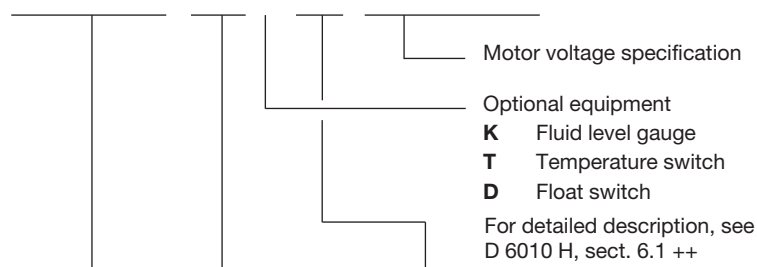 Motor voltage specification
Optional equipment
K Fluid level gauge
T Temperature switch
D Float switch
For detailed description, see
D 6010 H, sect. 6.1 ++